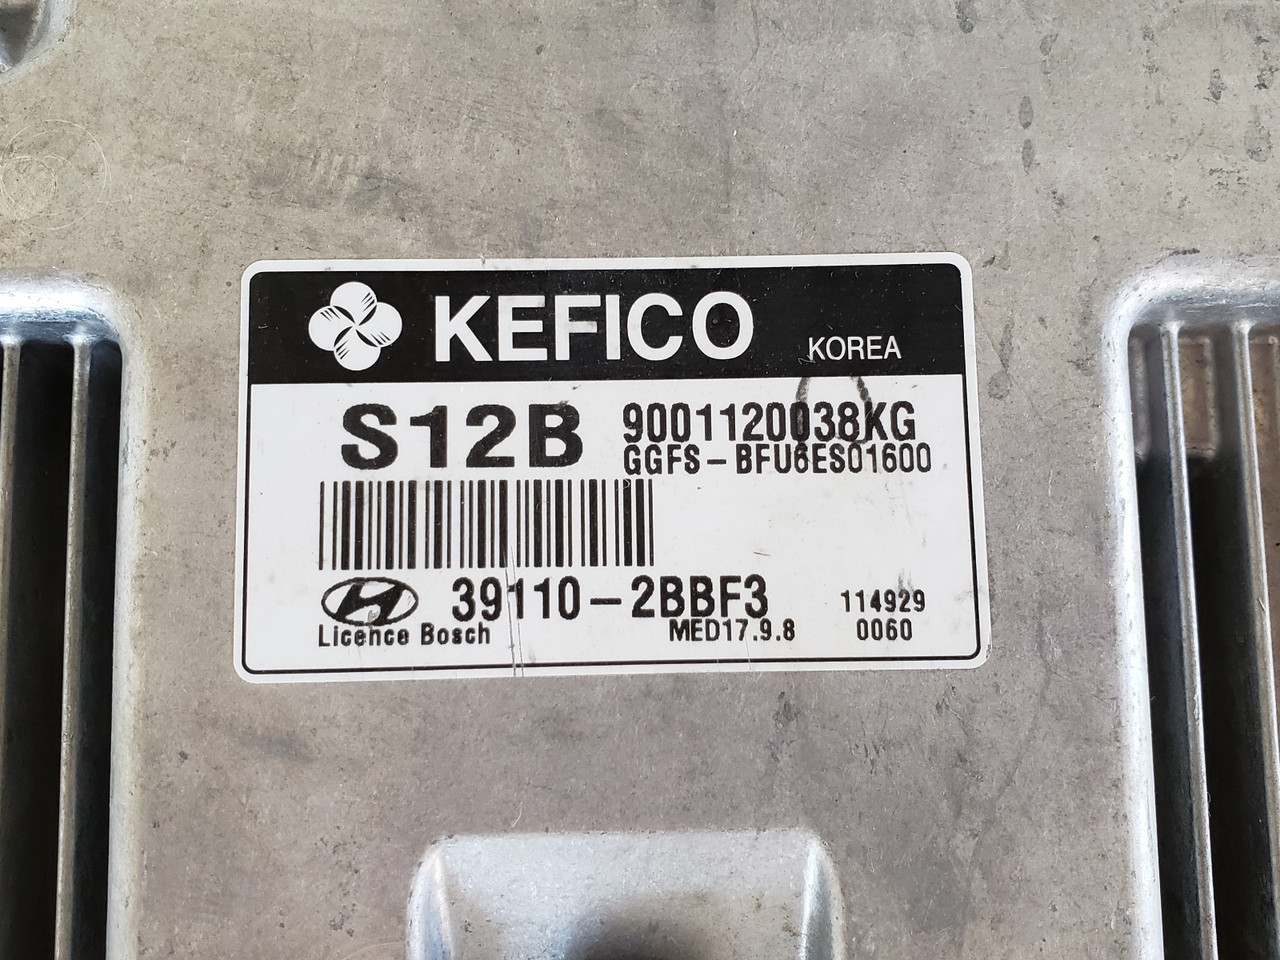 KEFICO KOREA
S12B 9001120038KG
GGFS-BFU6ES01600
39110-2BBF3 114929
Licence Bosch MED17.9.8 0060